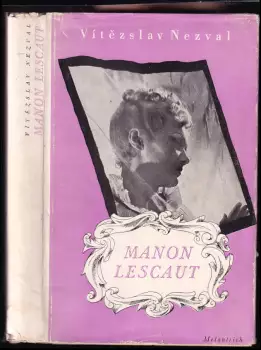 VÍTĚZSLAV NEZVAL
MANON LESCAUT
Vítězslav Nezval
MANON
LESCAUT
Melantrich